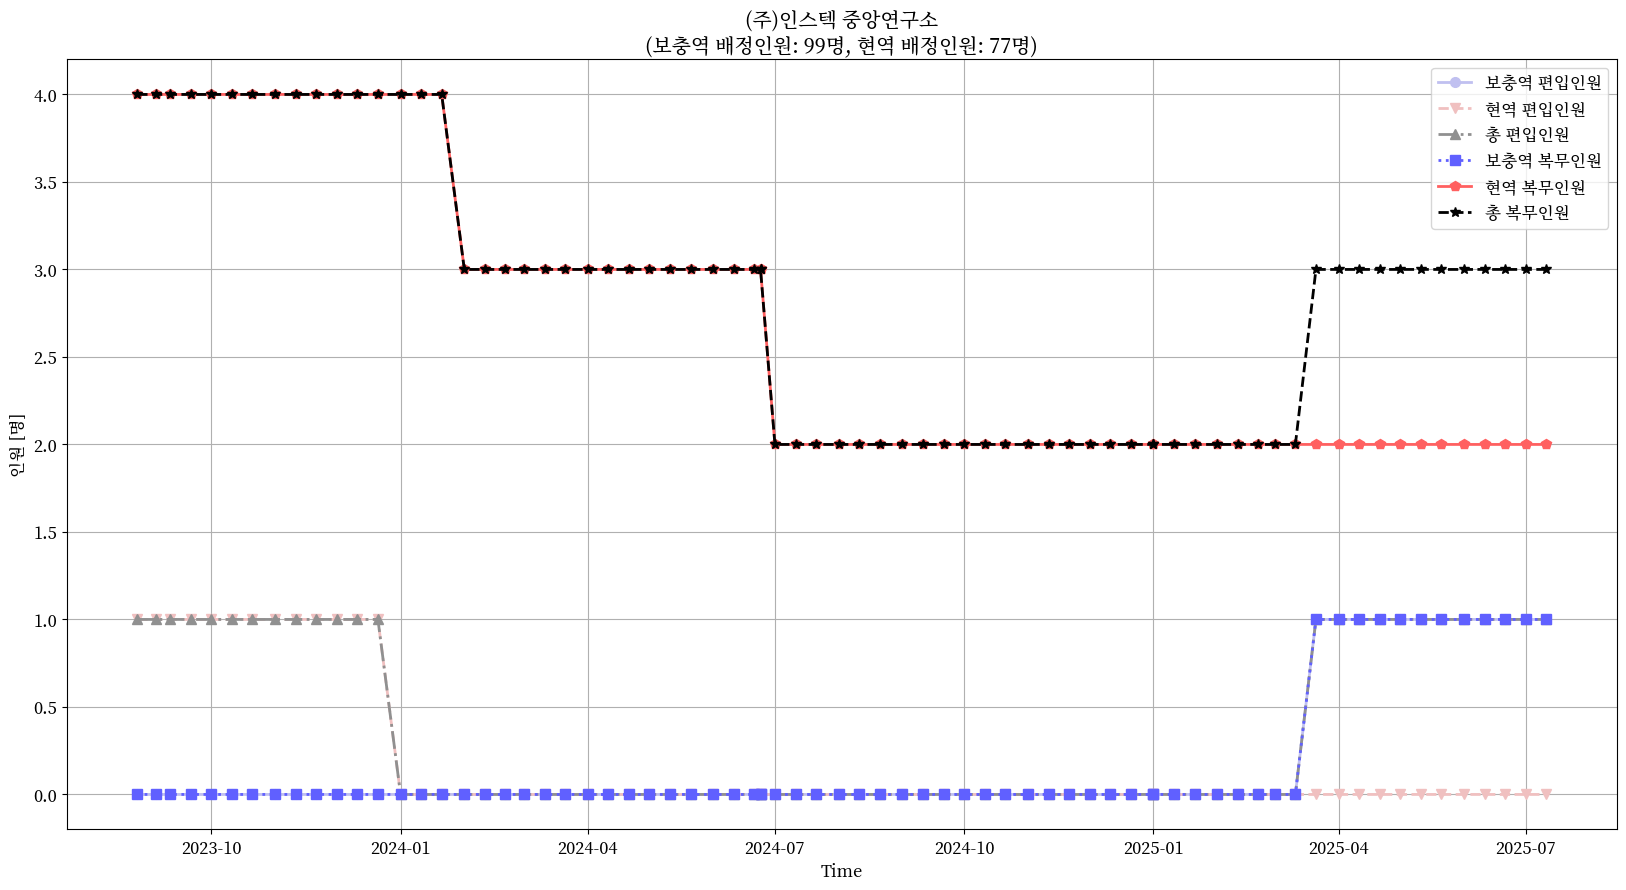 (주)인스텍 중앙연구소
(보충역 배정인원: 99명, 현역 배정인원: 77명)
보충역 편입인원
현역 편입인원
총 편입인원
보충역 복무인원
현역 복무인원
총 복무인원
인원 [명]
4.0
3.5
3.0
2.5
2.0
1.5
1.0
0.5
0.0
2023-10
2024-01
2024-04
2024-07
2024-10
2025-01
2025-04
2025-07
Time